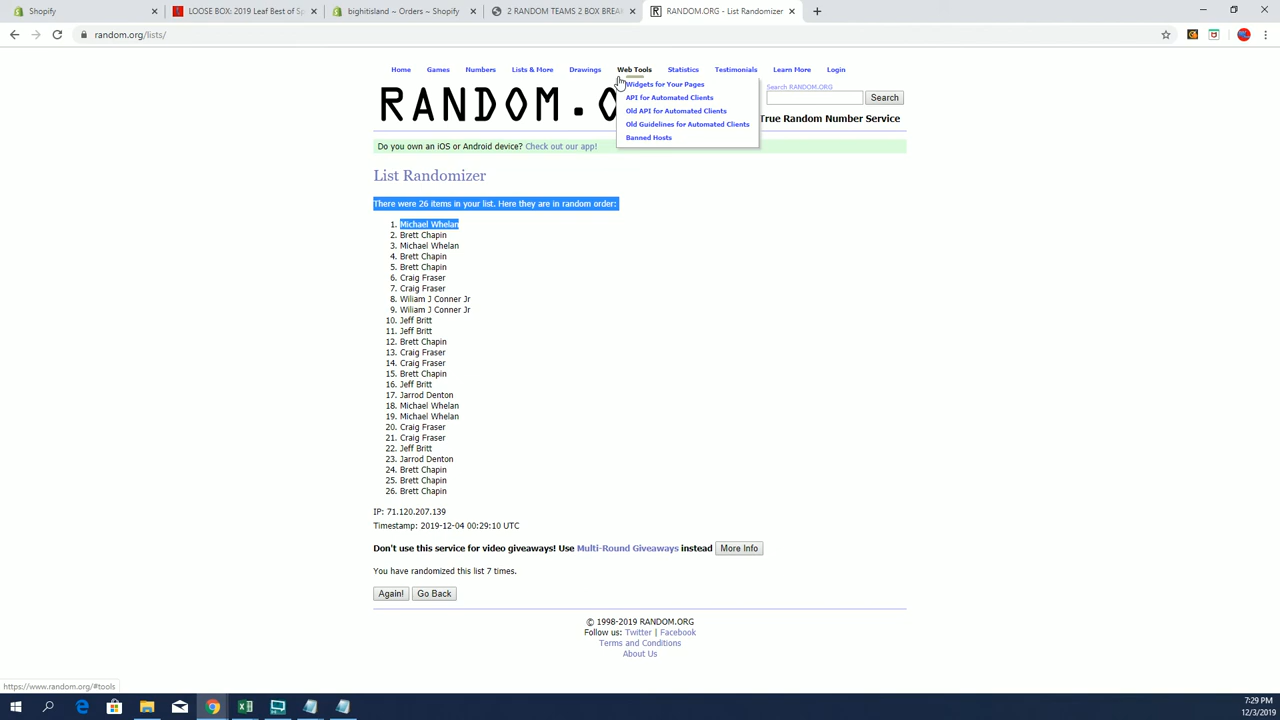 Shopify
LOOSE BOX: 2019 Leaf Best of Sp
bightisland ~ Orders ~ Shopify
RANDOM TEAMS 2 BOX BREAK
RANDOM.ORG - List Randomizer
random.org/lists/
Home Games Numbers Lists & More Drawings Web Tools Statistics Testimonials Learn More Login
Widgets for Your Pages
API for Automated Clients
Old API for Automated Clients
Old Guidelines for Automated Clients
Banned Hosts
Search RANDOM.ORG
Search
RANDOM.O
True Random Number Service
Do you own an iOS or Android device? Check out our app!
List Randomizer
There were 26 items in your list. Here they are in random order:
1. Michael Whelan
2. Brett Chapin
3. Michael Whelan
4. Brett Chapin
5. Brett Chapin
6. Craig Fraser
7. Craig Fraser
8. Wiliam J Conner Jr
9. Wiliam J Conner Jr
10. Jeff Britt
11. Jeff Britt
12. Brett Chapin
13. Craig Fraser
14. Craig Fraser
15. Brett Chapin
16. Jeff Britt
17. Jarrod Denton
18. Michael Whelan
19. Michael Whelan
20. Craig Fraser
21. Craig Fraser
22. Jeff Britt
23. Jarrod Denton
24. Brett Chapin
25. Brett Chapin
26. Brett Chapin
IP: 71.120.207.139
Timestamp: 2019-12-04 00:29:10 UTC
Don't use this service for video giveaways! Use Multi-Round Giveaways instead More Info
You have randomized this list 7 times.
Again! Go Back
© 1998-2019 RANDOM.ORG
Follow us: Twitter | Facebook
Terms and Conditions
About Us
https://www.random.org/#tools
7:29 PM
12/3/2019